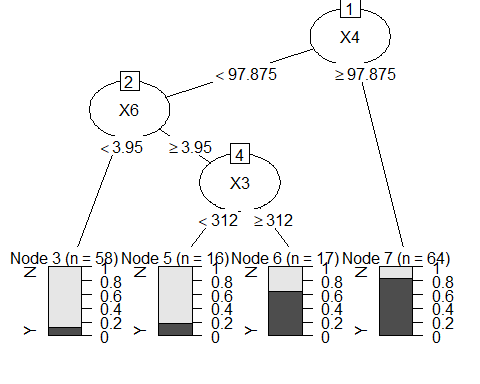 1
X4
< 97.875
≥ 97.875
2
X6
< 3.95
≥ 3.95
4
X3
< 312
≥ 312
Node 3 (n = 58)
Node 5 (n = 16)
Node 6 (n = 17)
Node 7 (n = 64)
N
Y
1
0.8
0.6
0.4
0.2
0
N
Y
1
0.8
0.6
0.4
0.2
0
N
Y
1
0.8
0.6
0.4
0.2
0
N
Y
1
0.8
0.6
0.4
0.2
0